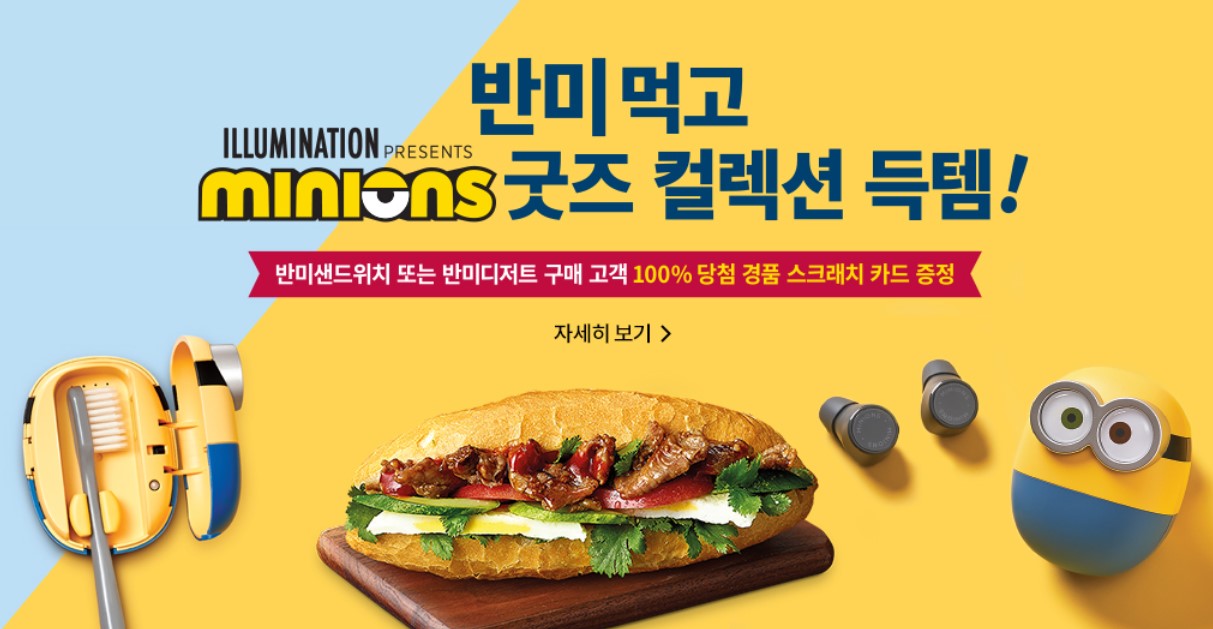 반미 먹고
ILLUMINATION PRESENTS
minions 굿즈 컬렉션 득템!
반미샌드위치 또는 반미디저트 구매 고객 100% 당첨 경품 스크래치 카드 증정
자세히 보기 >